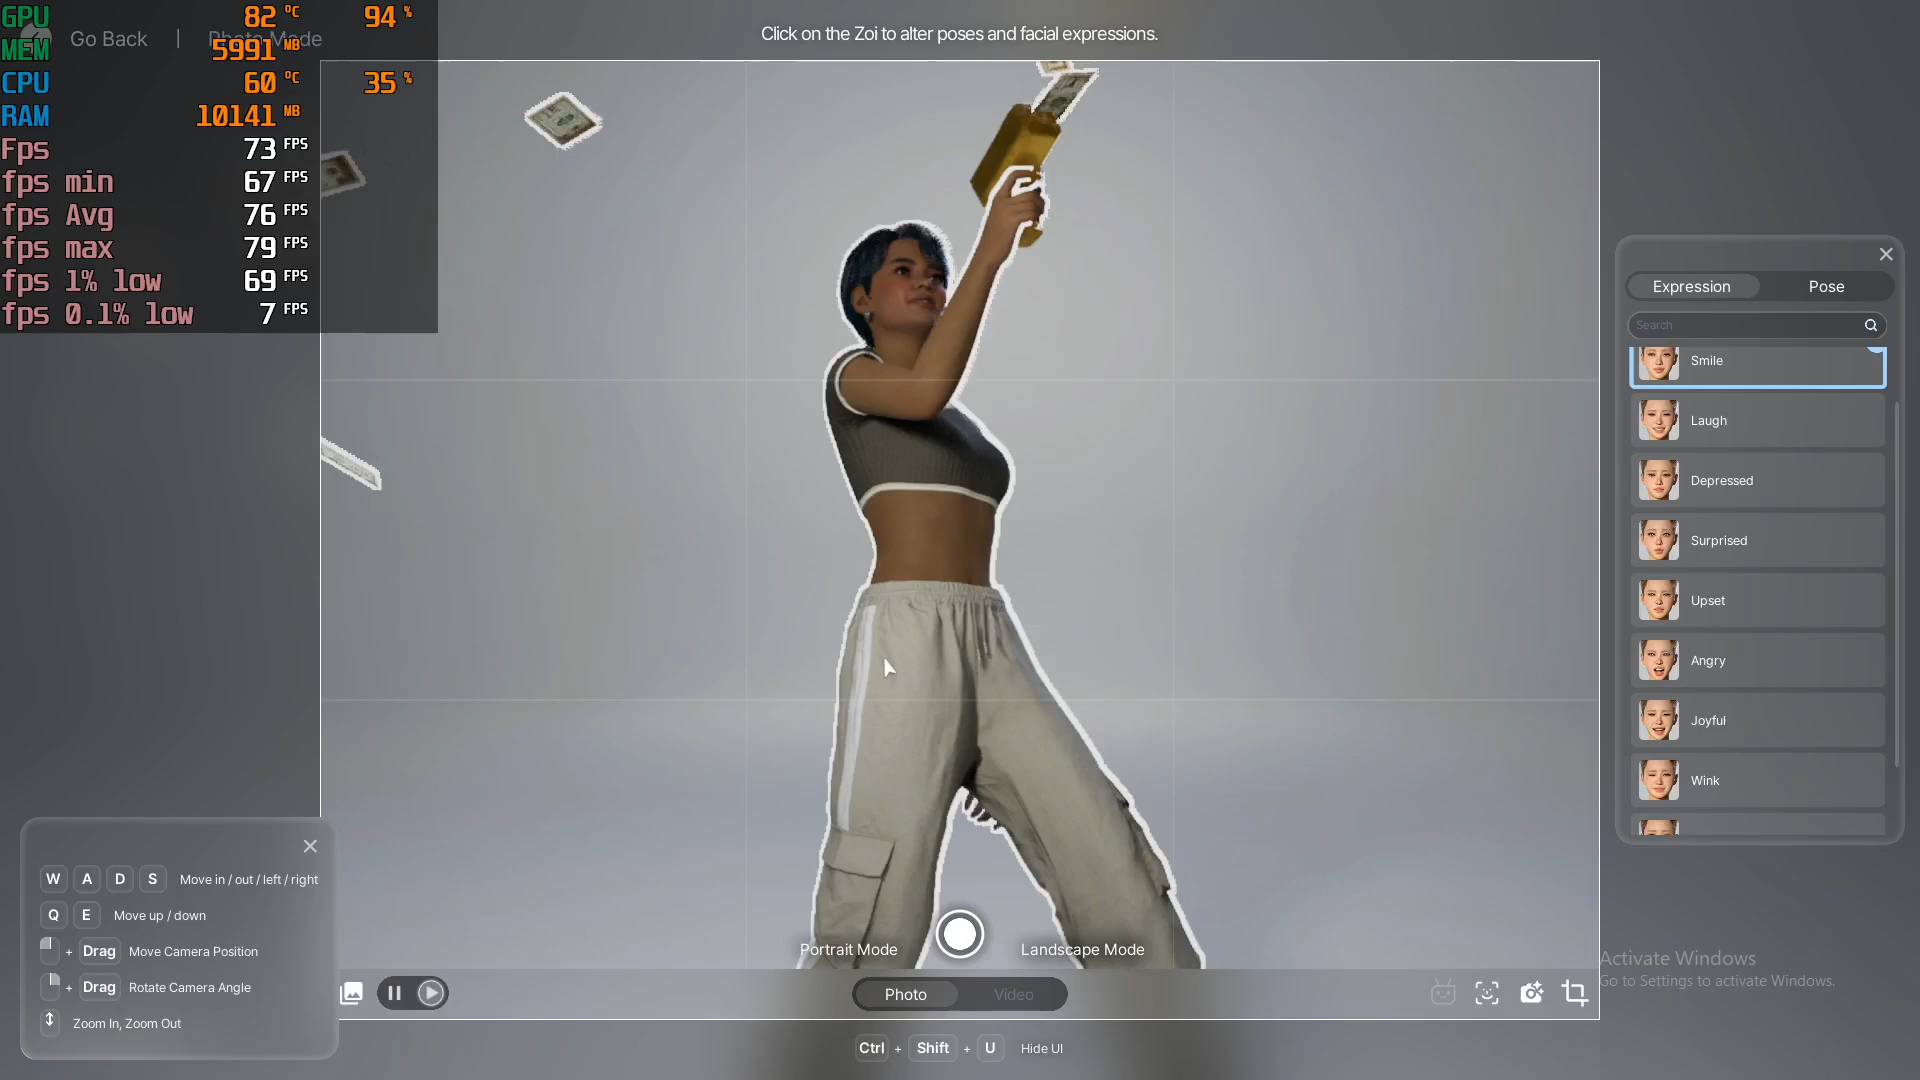 GPU 82 °C 94 %
MEM 5991 MB
CPU 60 °C 35 %
RAM 10141 MB
Fps 73 FPS
fps min 67 FPS
fps Avg 76 FPS
fps max 79 FPS
fps 1% low 69 FPS
fps 0.1% low 7 FPS
Go Back | Photo Mode
Click on the Zoi to alter poses and facial expressions.
Expression Pose
Search
Smile
Laugh
Depressed
Surprised
Upset
Angry
Joyful
Wink
W A D S Move in / out / left / right
Q E Move up / down
+ Drag Move Camera Position
+ Drag Rotate Camera Angle
Zoom In, Zoom Out
Portrait Mode Landscape Mode
Photo Video
Ctrl + Shift + U Hide UI
Activate Windows
Go to Settings to activate Windows.